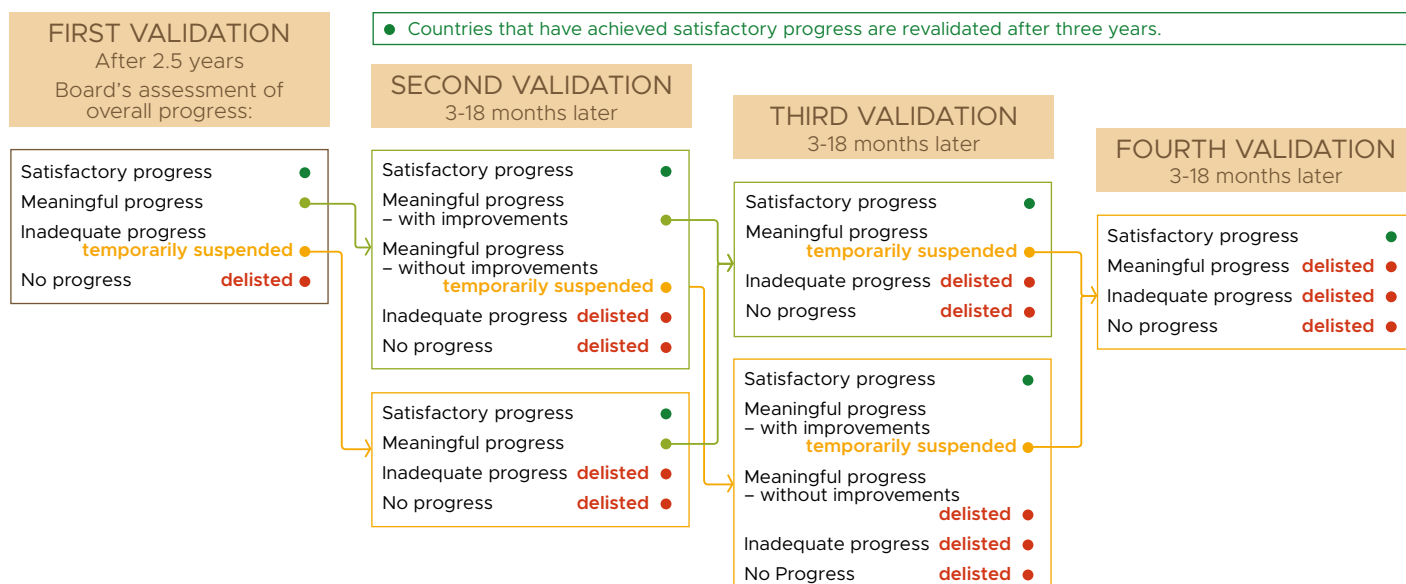 FIRST VALIDATION
After 2.5 years
Board's assessment of
overall progress:
Satisfactory progress
Meaningful progress
Inadequate progress
temporarily suspended
No progress delisted
Countries that have achieved satisfactory progress are revalidated after three years.
SECOND VALIDATION
3-18 months later
Satisfactory progress
Meaningful progress
– with improvements
Meaningful progress
– without improvements
temporarily suspended
Inadequate progress delisted
No progress delisted
Satisfactory progress
Meaningful progress
Inadequate progress delisted
No progress delisted
THIRD VALIDATION
3-18 months later
Satisfactory progress
Meaningful progress
temporarily suspended
Inadequate progress delisted
No progress delisted
Satisfactory progress
Meaningful progress
– with improvements
temporarily suspended
Meaningful progress
– without improvements
delisted
Inadequate progress delisted
No Progress delisted
FOURTH VALIDATION
3-18 months later
Satisfactory progress
Meaningful progress delisted
Inadequate progress delisted
No progress delisted